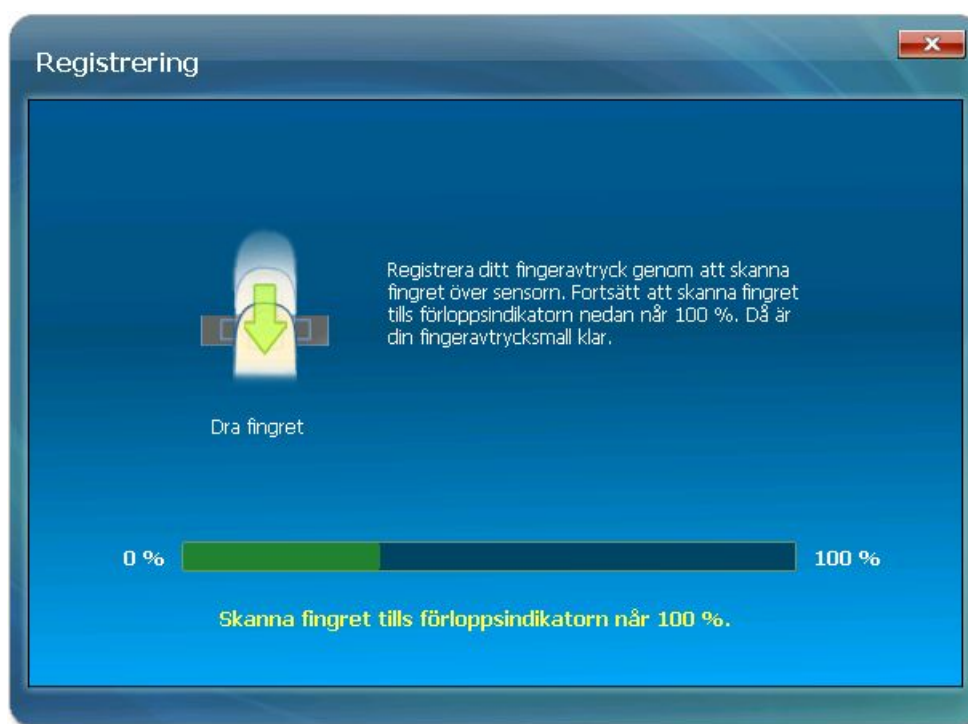 Registrering
Registrera ditt fingeravtryck genom att skanna
fingret över sensorn. Fortsätt att skanna fingret
tills förloppsindikatorn nedan når 100 %. Då är
din fingeravtrycksmall klar.
Dra fingret
0 % 100 %
Skanna fingret tills förloppsindikatorn når 100 %.